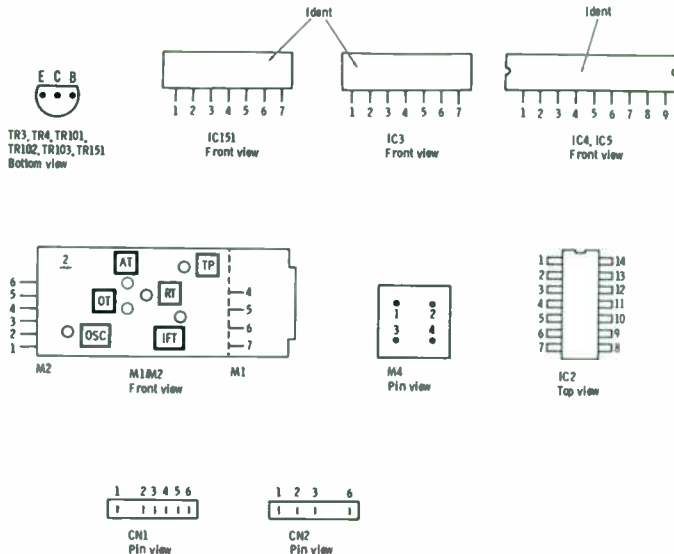 Ident
Ident
E C B
TR3, TR4, TR101,
TR102, TR103, TR151
Bottom view
1 2 3 4 5 6 7
IC151
Front view
1 2 3 4 5 6 7
IC3
Front view
1 2 3 4 5 6 7 8 9
IC4, IC5
Front view
2
AT
TP
OT
RT
OSC
IFT
6
5
4
3
2
1
4
5
6
7
M2
M1/M2
Front view
M1
1 2
3 4
M4
Pin view
1 14
2 13
3 12
4 11
5 10
6 9
7 8
IC2
Top view
1 2 3 4 5 6
CN1
Pin view
1 2 3 6
CN2
Pin view